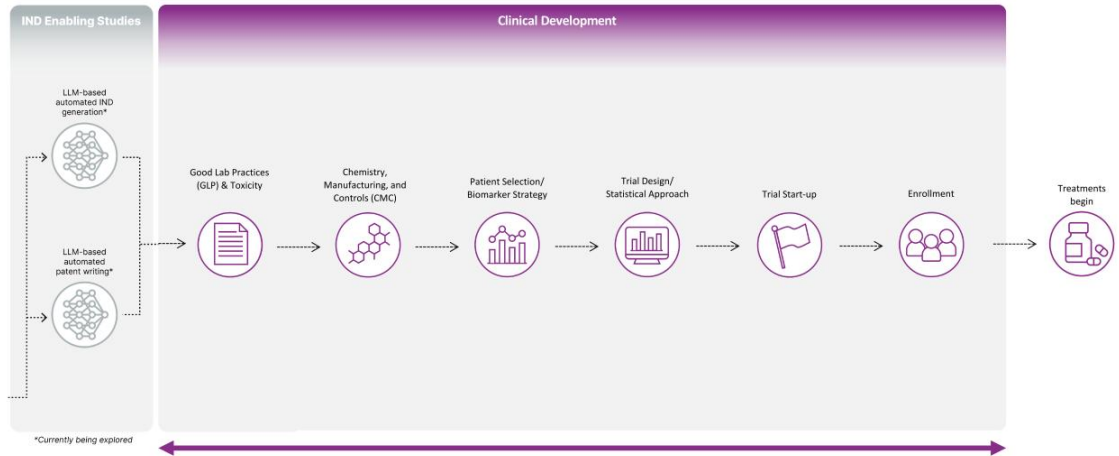 IND Enabling Studies
Clinical Development
LLM-based
automated IND
generation*
LLM-based
automated
patent writing*
Good Lab Practices
(GLP) & Toxicity
Chemistry,
Manufacturing, and
Controls (CMC)
Patient Selection/
Biomarker Strategy
Trial Design/
Statistical Approach
Trial Start-up
Enrollment
Treatments
begin
*Currently being explored